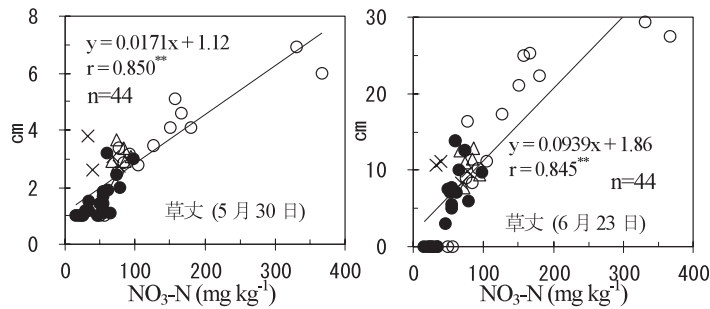 8
6
4
2
0
cm
y = 0.0171x + 1.12
r = 0.850**
n=44
草丈 (5 月 30 日)
0 100 200 300 400
NO₃-N (mg kg⁻¹)
30
20
10
0
cm
y = 0.0939x + 1.86
r = 0.845**
n=44
草丈 (6 月 23 日)
0 100 200 300 400
NO₃-N (mg kg⁻¹)